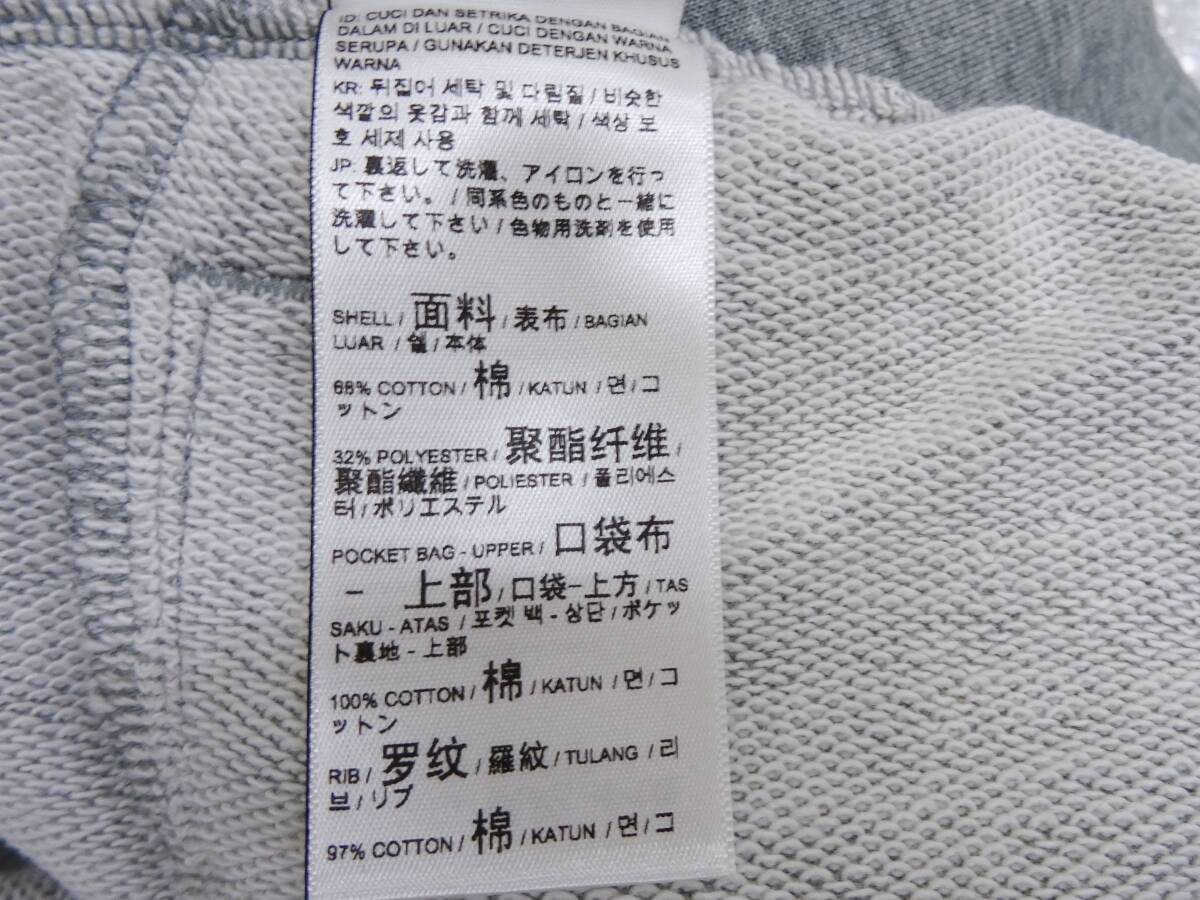 ID: CUCI DAN SETRIKA DENGAN BAGIAN
DALAM DI LUAR / CUCI DENGAN WARNA
SERUPA / GUNAKAN DETERJEN KHUSUS
WARNA
KR: 뒤집어 세탁 및 다림질 / 비슷한
색깔의 옷감과 함께 세탁 / 색상 보
호 세제 사용
JP: 裏返して洗濯、アイロンを行っ
て下さい。 / 同系色のものと一緒に
洗濯して下さい / 色物用洗剤を使用
して下さい。
SHELL / 面料 / 表布 / BAGIAN
LUAR / 쉘 / 本体
68% COTTON / 棉 / KATUN / 면 / コ
ットン
32% POLYESTER / 聚酯纤维 /
聚酯纖維 / POLIESTER / 폴리에스
터 / ポリエステル
POCKET BAG - UPPER / 口袋布
- 上部 / 口袋-上方 / TAS
SAKU - ATAS / 포켓 백 - 상단 / ポケッ
ト裏地 - 上部
100% COTTON / 棉 / KATUN / 면 / コ
ットン
RIB / 罗纹 / 羅紋 / TULANG / 리
브 / リブ
97% COTTON / 棉 / KATUN / 면 / コ